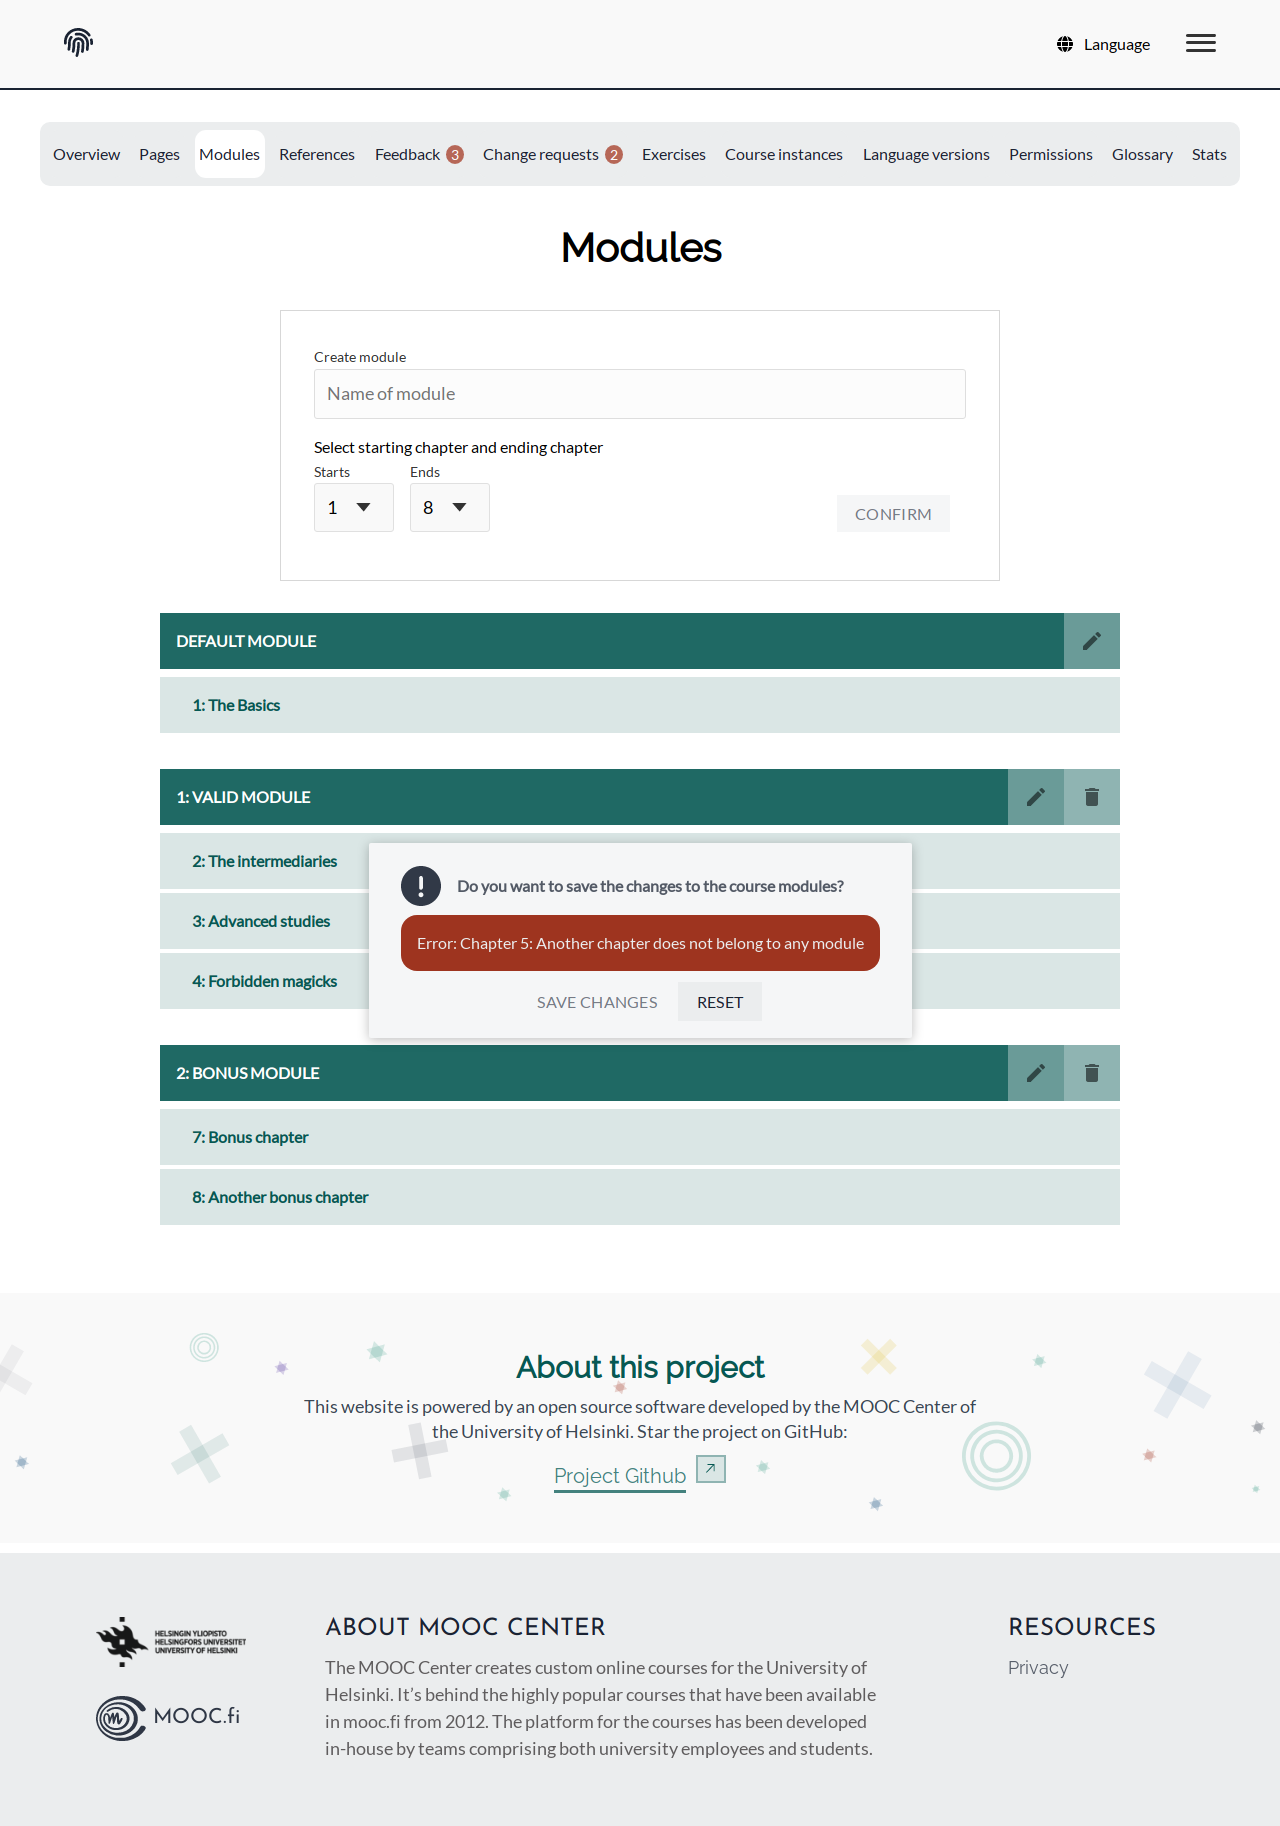 Language
Overview Pages Modules References Feedback 3 Change requests 2 Exercises Course instances Language versions Permissions Glossary Stats
Modules
Create module
Name of module
Select starting chapter and ending chapter
Starts Ends
1 8 CONFIRM
DEFAULT MODULE
1: The Basics
1: VALID MODULE
2: The intermediaries
3: Advanced studies
4: Forbidden magicks
Do you want to save the changes to the course modules?
Error: Chapter 5: Another chapter does not belong to any module
SAVE CHANGES RESET
2: BONUS MODULE
7: Bonus chapter
8: Another bonus chapter
About this project
This website is powered by an open source software developed by the MOOC Center of
the University of Helsinki. Star the project on GitHub:
Project Github
HELSINGIN YLIOPISTO
HELSINGFORS UNIVERSITET
UNIVERSITY OF HELSINKI
MOOC.fi
ABOUT MOOC CENTER
The MOOC Center creates custom online courses for the University of
Helsinki. It’s behind the highly popular courses that have been available
in mooc.fi from 2012. The platform for the courses has been developed
in-house by teams comprising both university employees and students.
RESOURCES
Privacy